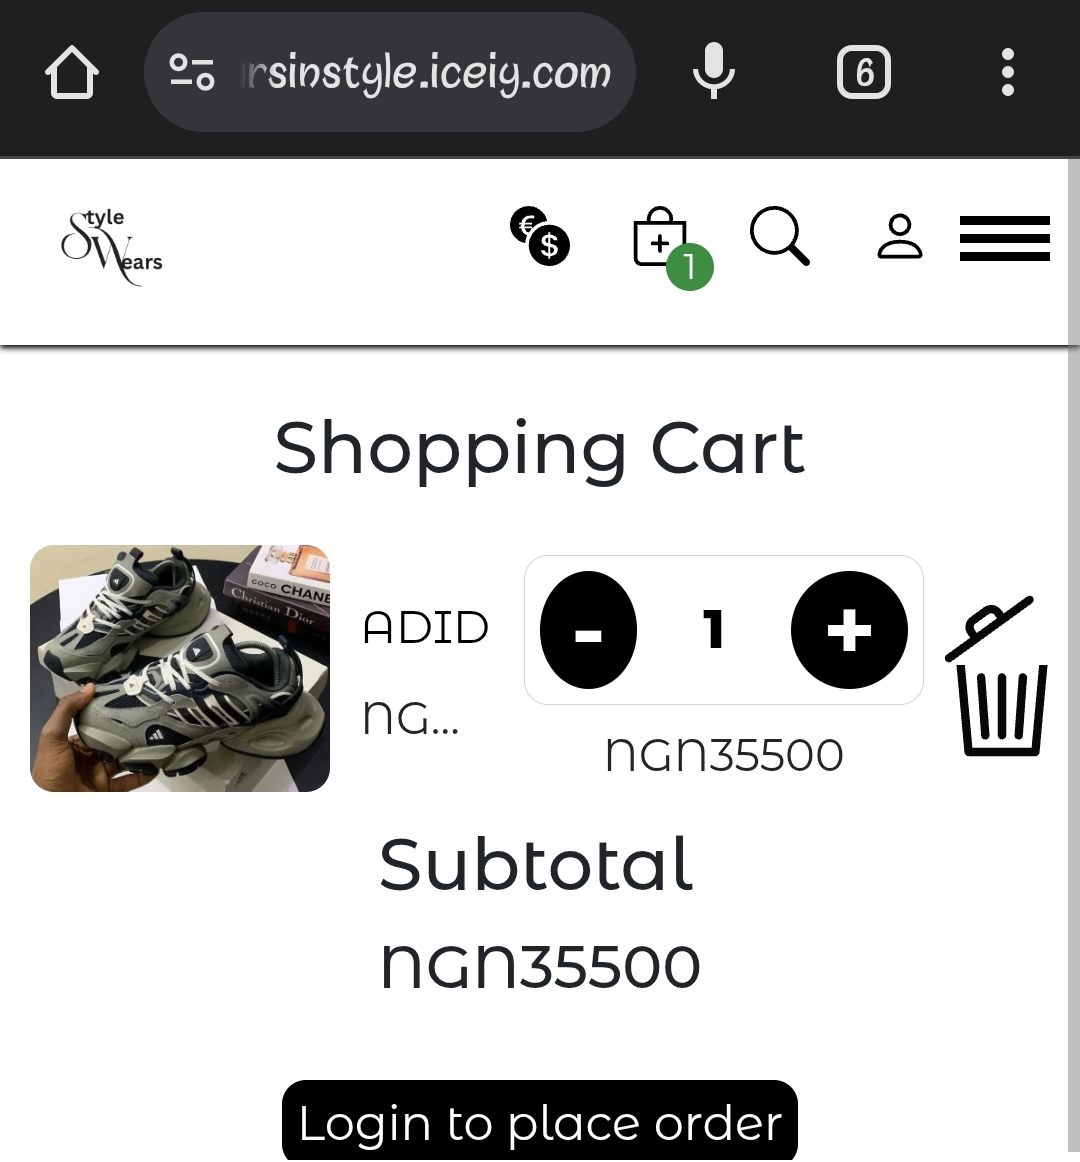 rsinstyle.iceiy.com
6
Style
Wears
€
$
1
Shopping Cart
COCO CHANEL
Christian Dior
ADID
NG...
- 1 +
NGN35500
Subtotal
NGN35500
Login to place order